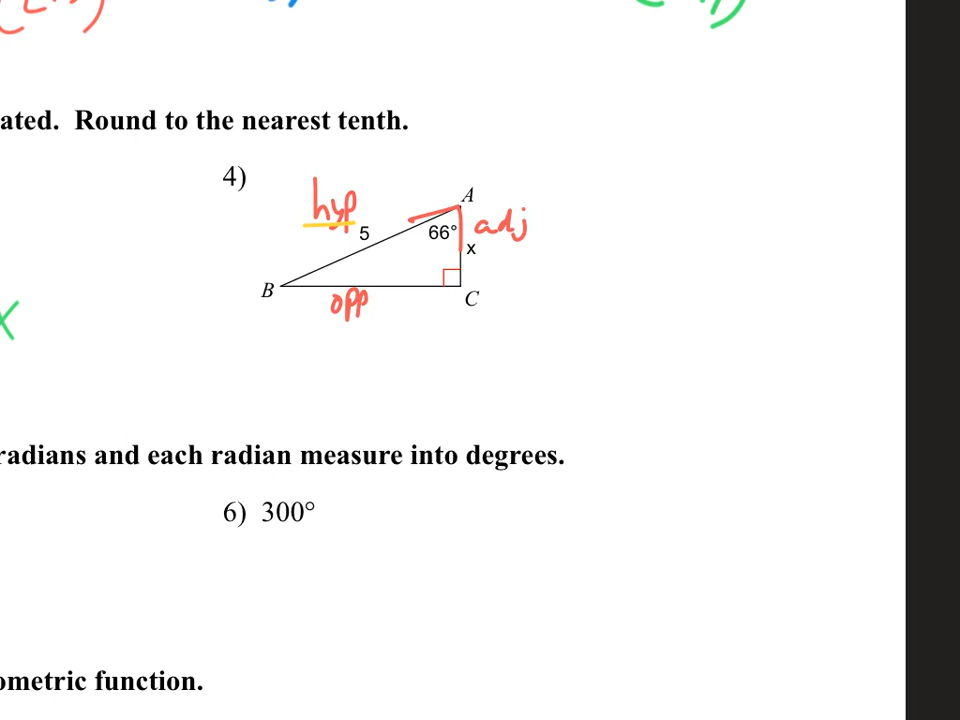 ated. Round to the nearest tenth.
4)
hyp
A
5
66°
adj
x
B
opp
C
x
radians and each radian measure into degrees.
6) 300°
ometric function.